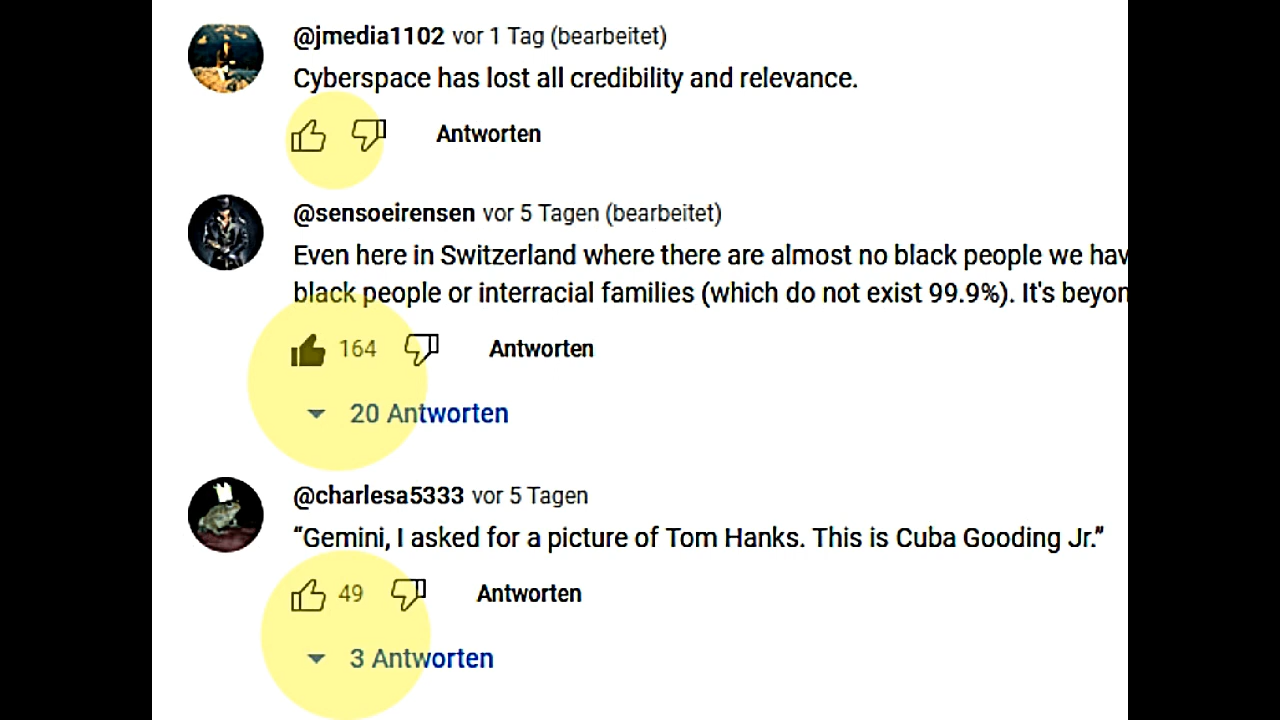 @jmedia1102 vor 1 Tag (bearbeitet)
Cyberspace has lost all credibility and relevance.
Antworten
@sensoeirensen vor 5 Tagen (bearbeitet)
Even here in Switzerland where there are almost no black people we hav
black people or interracial families (which do not exist 99.9%). It's beyon
164 Antworten
20 Antworten
@charlesa5333 vor 5 Tagen
“Gemini, I asked for a picture of Tom Hanks. This is Cuba Gooding Jr.”
49 Antworten
3 Antworten